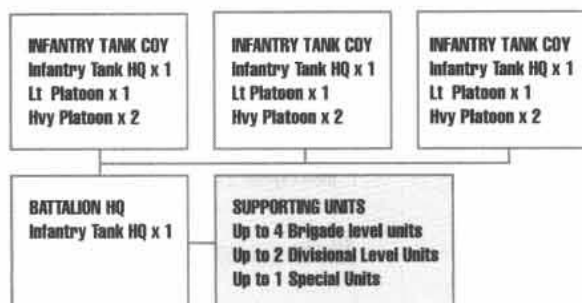 INFANTRY TANK COY
Infantry Tank HQ x 1
Lt Platoon x 1
Hvy Platoon x 2
INFANTRY TANK COY
Infantry Tank HQ x 1
Lt Platoon x 1
Hvy Platoon x 2
INFANTRY TANK COY
Infantry Tank HQ x 1
Lt Platoon x 1
Hvy Platoon x 2
BATTALION HQ
Infantry Tank HQ x 1
SUPPORTING UNITS
Up to 4 Brigade level units
Up to 2 Divisional Level Units
Up to 1 Special Units